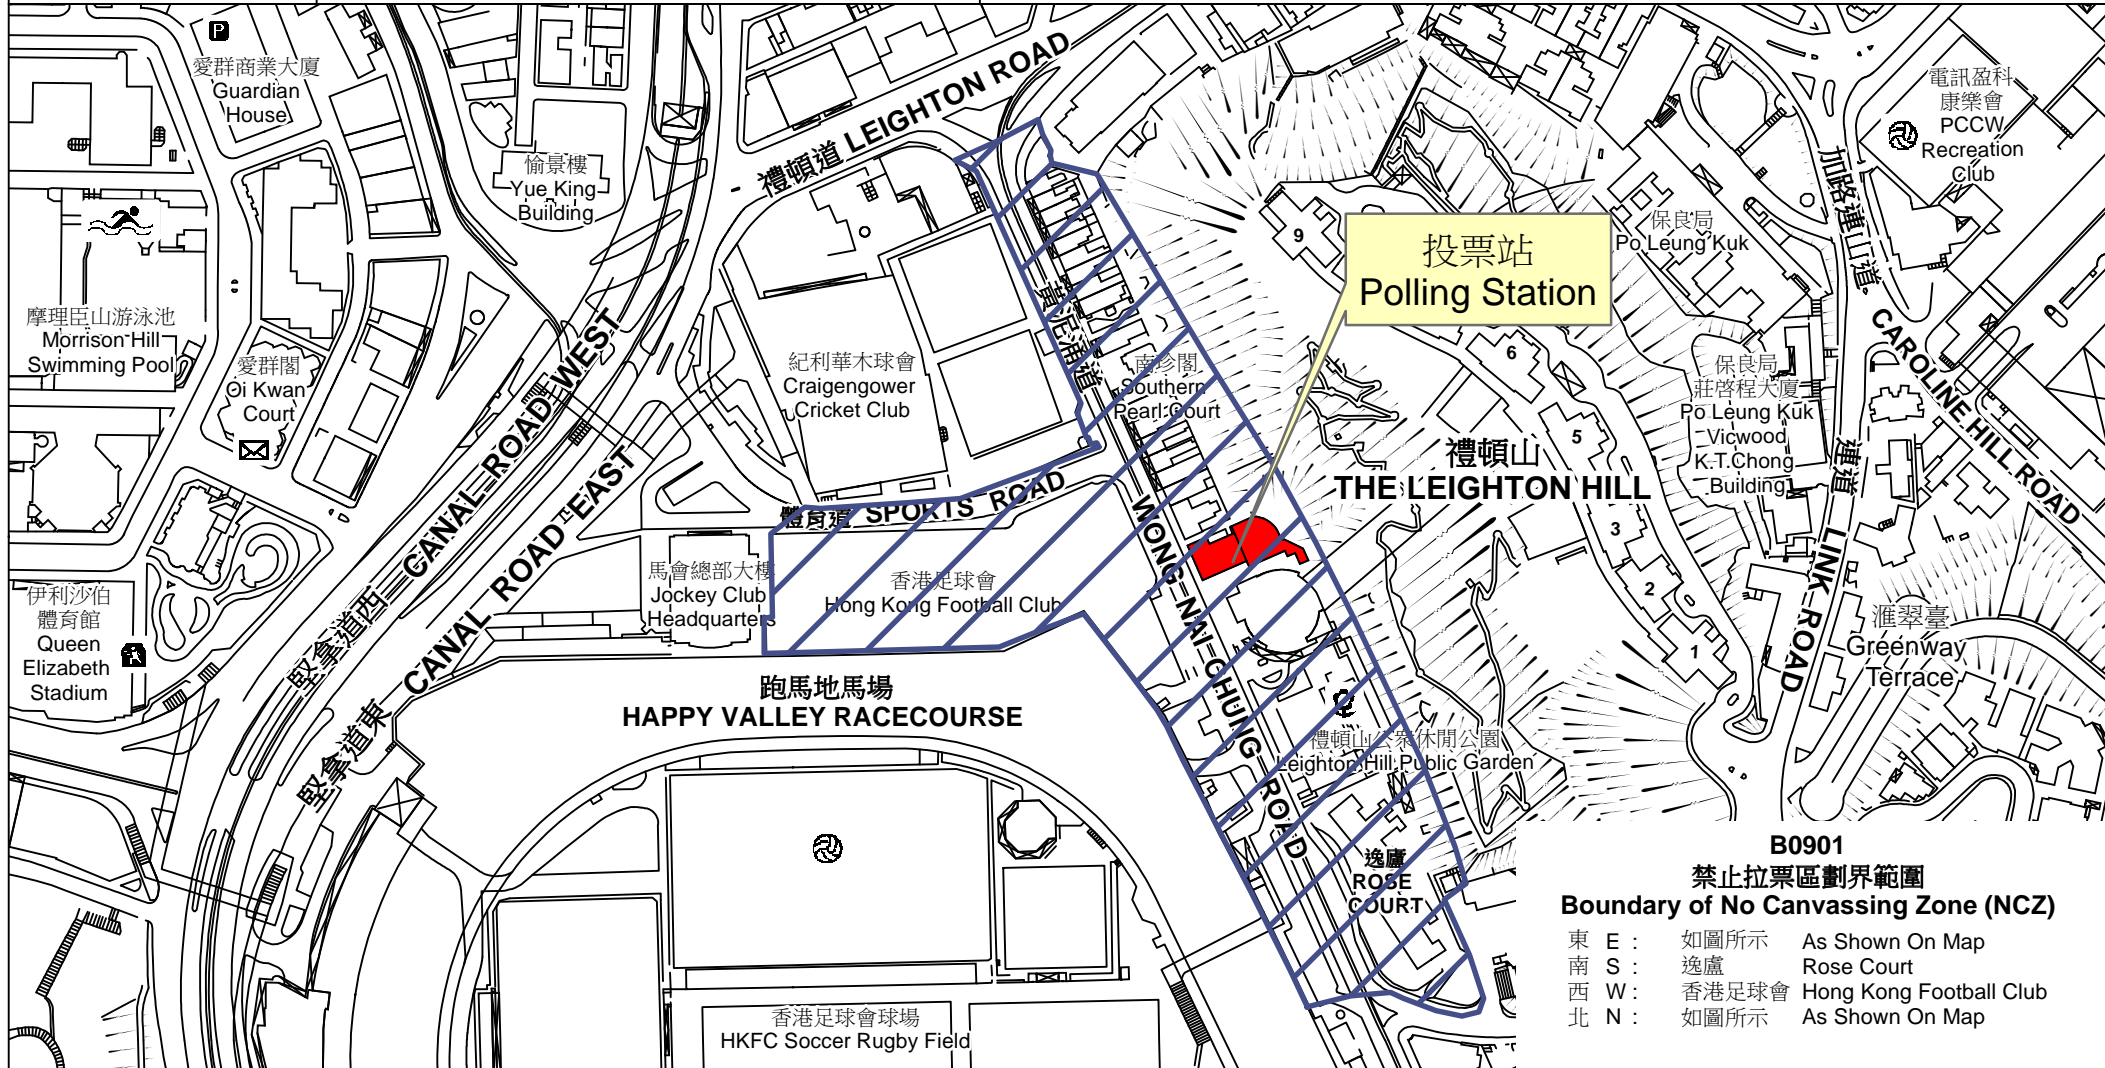 P
愛群商業大廈
Guardian
House
愉景樓
Yue King
Building
禮頓道 LEIGHTON ROAD
電訊盈科
康樂會
PCCW
Recreation
Club
加路連山道
CAROLINE HILL ROAD
保良局
Po Leung Kuk
投票站
Polling Station
9
摩理臣山游泳池
Morrison Hill
Swimming Pool
愛群閣
Oi Kwan
Court
紀利華木球會
Craigengower
Cricket Club
黃泥涌道
WONG NAI CHUNG ROAD
南珍閣
Southern
Pearl Court
6
5
3
2
1
保良局
莊啓程大廈
Po Leung Kuk
Vicwood
K.T.Chong
Building
禮頓山
THE LEIGHTON HILL
連道
LINK ROAD
堅拿道西 CANAL ROAD WEST
堅拿道東 CANAL ROAD EAST
體育道 SPORTS ROAD
馬會總部大樓
Jockey Club
Headquarters
香港足球會
Hong Kong Football Club
伊利沙伯
體育館
Queen
Elizabeth
Stadium
滙翠臺
Greenway
Terrace
跑馬地馬場
HAPPY VALLEY RACECOURSE
禮頓山公眾休閒公園
Leighton Hill Public Garden
逸廬
ROSE
COURT
香港足球會球場
HKFC Soccer Rugby Field
B0901
禁止拉票區劃界範圍
Boundary of No Canvassing Zone (NCZ)
東 E : 如圖所示 As Shown On Map
南 S : 逸廬 Rose Court
西 W : 香港足球會 Hong Kong Football Club
北 N : 如圖所示 As Shown On Map